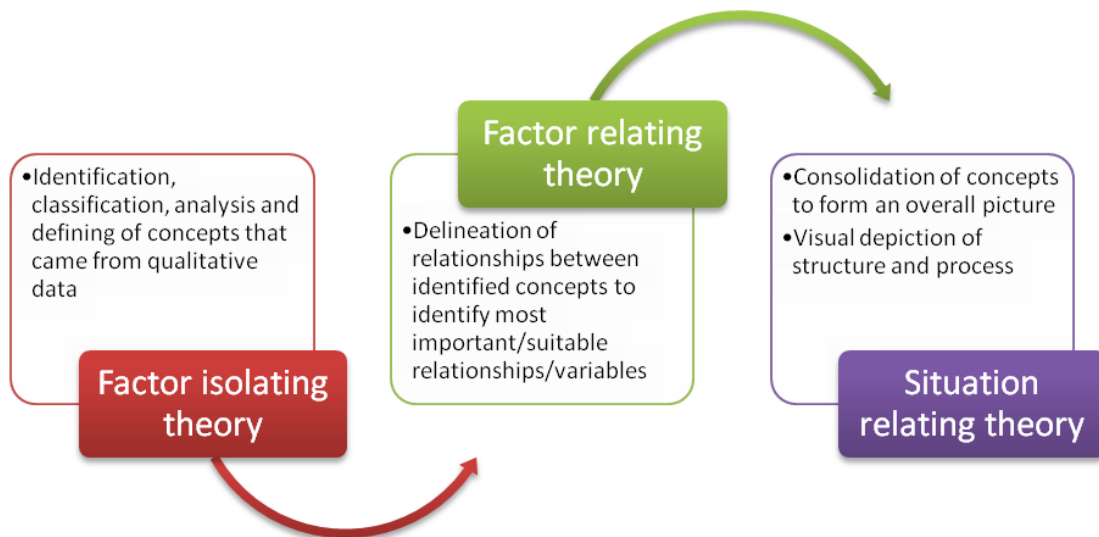 •Identification,
classification, analysis and
defining of concepts that
came from qualitative
data
Factor isolating
theory
Factor relating
theory
•Delineation of
relationships between
identified concepts to
identify most
important/suitable
relationships/variables
•Consolidation of concepts
to form an overall picture
•Visual depiction of
structure and process
Situation
relating theory